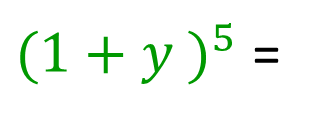 (1 + y )⁵ =